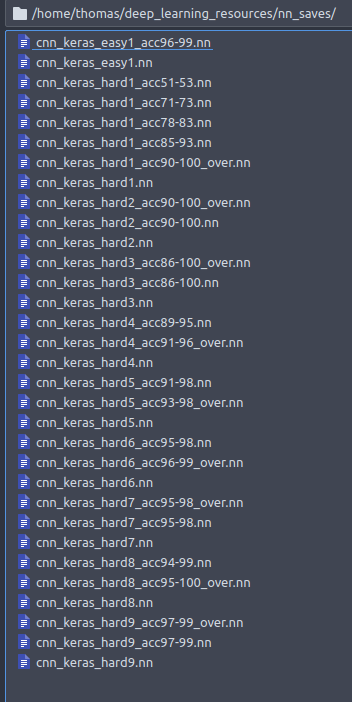 /home/thomas/deep_learning_resources/nn_saves/
cnn_keras_easy1_acc96-99.nn
cnn_keras_easy1.nn
cnn_keras_hard1_acc51-53.nn
cnn_keras_hard1_acc71-73.nn
cnn_keras_hard1_acc78-83.nn
cnn_keras_hard1_acc85-93.nn
cnn_keras_hard1_acc90-100_over.nn
cnn_keras_hard1.nn
cnn_keras_hard2_acc90-100_over.nn
cnn_keras_hard2_acc90-100.nn
cnn_keras_hard2.nn
cnn_keras_hard3_acc86-100_over.nn
cnn_keras_hard3_acc86-100.nn
cnn_keras_hard3.nn
cnn_keras_hard4_acc89-95.nn
cnn_keras_hard4_acc91-96_over.nn
cnn_keras_hard4.nn
cnn_keras_hard5_acc91-98.nn
cnn_keras_hard5_acc93-98_over.nn
cnn_keras_hard5.nn
cnn_keras_hard6_acc95-98.nn
cnn_keras_hard6_acc96-99_over.nn
cnn_keras_hard6.nn
cnn_keras_hard7_acc95-98_over.nn
cnn_keras_hard7_acc95-98.nn
cnn_keras_hard7.nn
cnn_keras_hard8_acc94-99.nn
cnn_keras_hard8_acc95-100_over.nn
cnn_keras_hard8.nn
cnn_keras_hard9_acc97-99_over.nn
cnn_keras_hard9_acc97-99.nn
cnn_keras_hard9.nn